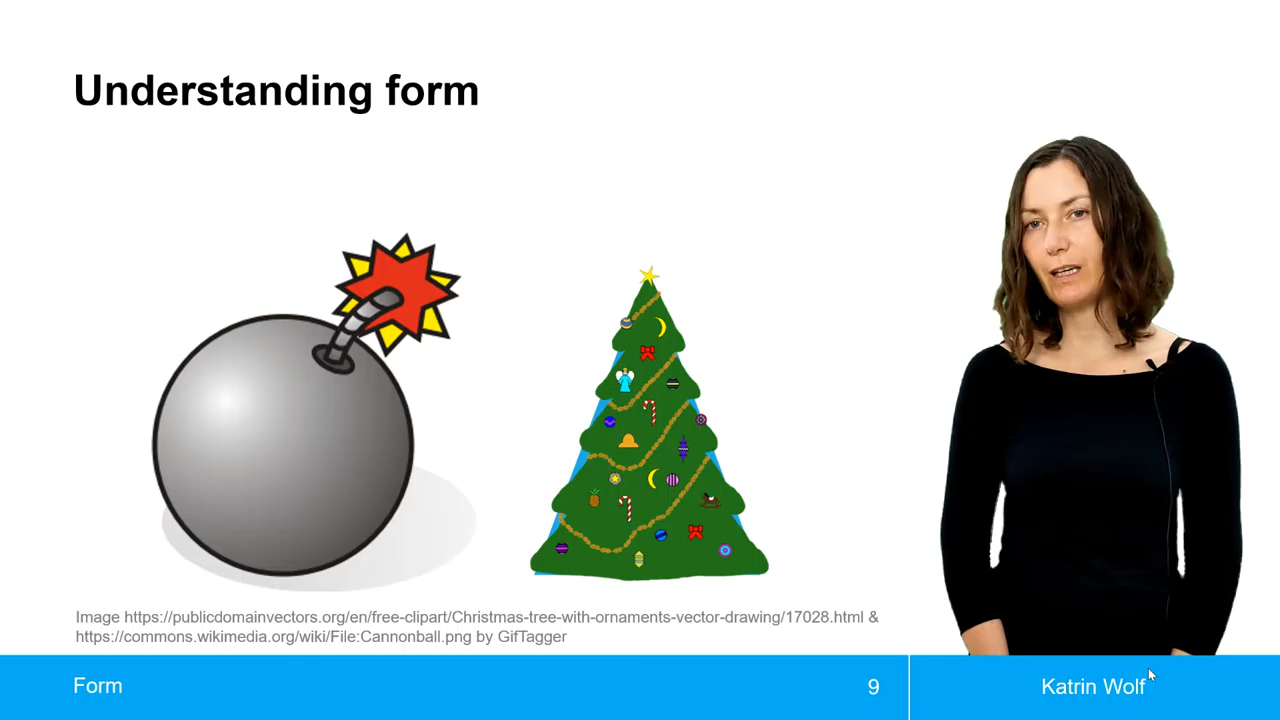 Understanding form
Image https://publicdomainvectors.org/en/free-clipart/Christmas-tree-with-ornaments-vector-drawing/17028.html &
https://commons.wikimedia.org/wiki/File:Cannonball.png by GifTagger
Form
9
Katrin Wolf